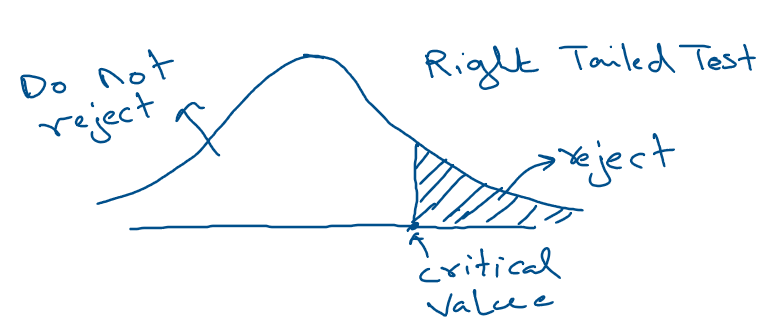 Right Tailed Test
Do not
reject
reject
critical
value